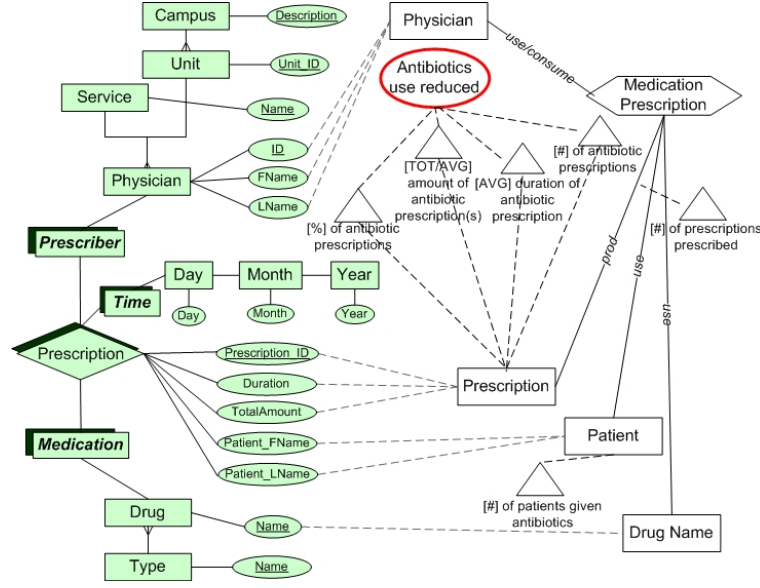 Campus
Description
Physician
use/consume
Unit
Unit_ID
Antibiotics
use reduced
Medication
Prescription
Service
Name
ID
Physician
FName
LName
[TOT/AVG]
amount of
antibiotic
prescription(s)
[AVG] duration of
antibiotic
prescription
[#] of antibiotic
prescriptions
[%] of antibiotic
prescriptions
[#] of prescriptions
prescribed
Prescriber
Time
Day
Month
Year
Day
Month
Year
prod
use
use
Prescription
Prescription_ID
Duration
TotalAmount
Patient_FName
Patient_LName
Prescription
Patient
Medication
[#] of patients given
antibiotics
Drug
Name
Drug Name
Type
Name